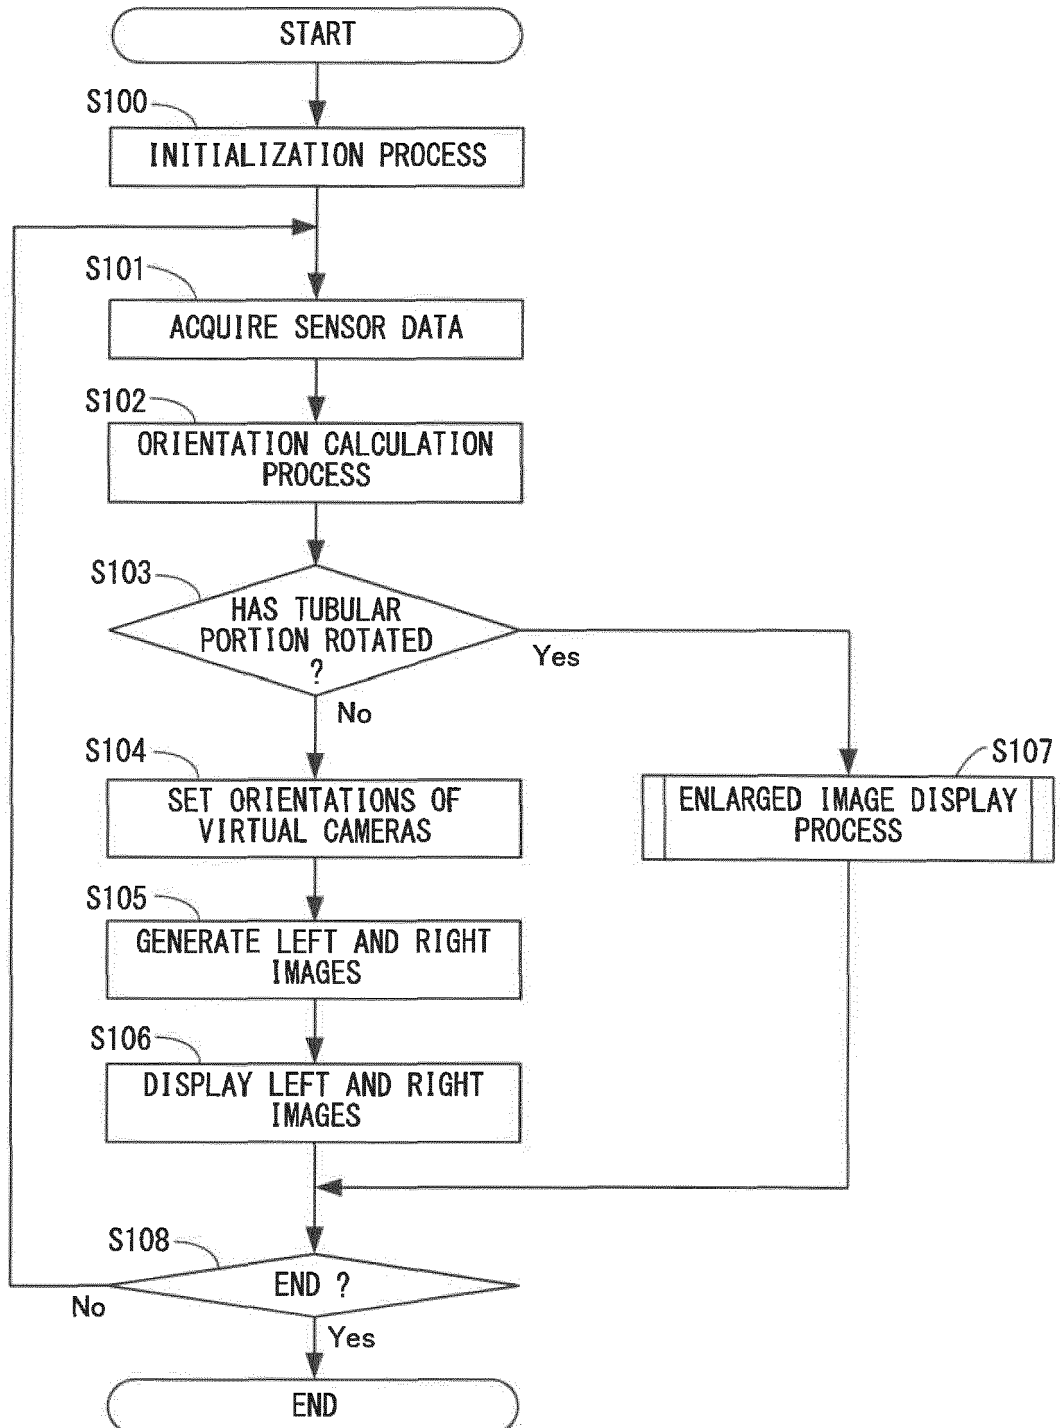 START
S100
INITIALIZATION PROCESS
S101
ACQUIRE SENSOR DATA
S102
ORIENTATION CALCULATION
PROCESS
S103
HAS TUBULAR
PORTION ROTATED
?
Yes
No
S104
SET ORIENTATIONS OF
VIRTUAL CAMERAS
S107
ENLARGED IMAGE DISPLAY
PROCESS
S105
GENERATE LEFT AND RIGHT
IMAGES
S106
DISPLAY LEFT AND RIGHT
IMAGES
S108
END ?
No
Yes
END